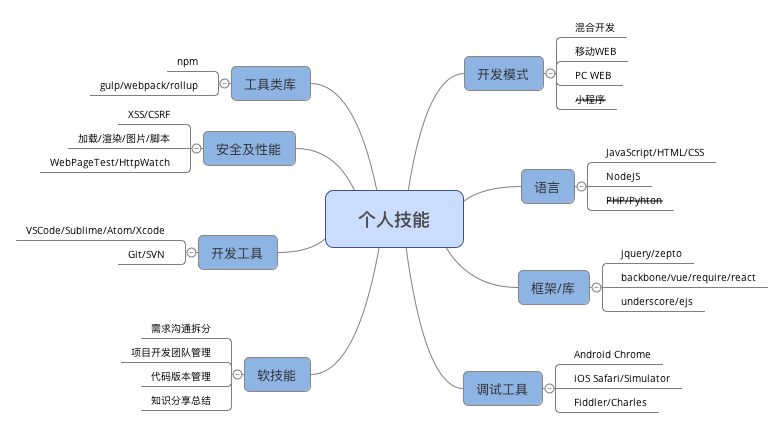 个人技能
开发模式
混合开发
移动WEB
PC WEB
小程序
语言
JavaScript/HTML/CSS
NodeJS
PHP/Pyhton
框架/库
jquery/zepto
backbone/vue/require/react
underscore/ejs
调试工具
Android Chrome
iOS Safari/Simulator
Fiddler/Charles
工具类库
npm
gulp/webpack/rollup
安全及性能
XSS/CSRF
加载/渲染/图片/脚本
WebPageTest/HttpWatch
开发工具
VSCode/Sublime/Atom/Xcode
Git/SVN
软技能
需求沟通拆分
项目开发团队管理
代码版本管理
知识分享总结